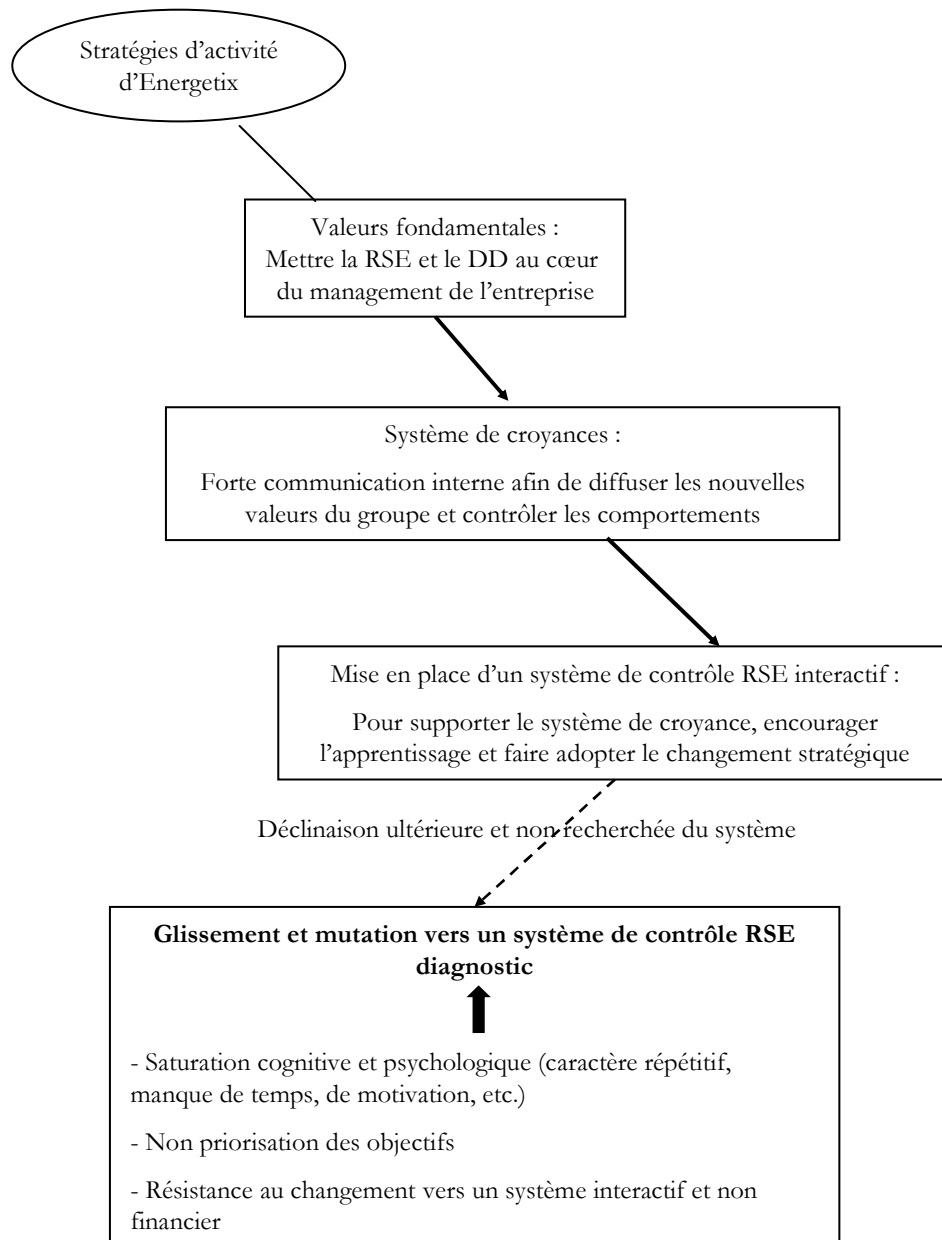 Stratégies d'activité
d'Energetix
Valeurs fondamentales :
Mettre la RSE et le DD au cœur
du management de l'entreprise
Système de croyances :
Forte communication interne afin de diffuser les nouvelles
valeurs du groupe et contrôler les comportements
Mise en place d'un système de contrôle RSE interactif :
Pour supporter le système de croyance, encourager
l'apprentissage et faire adopter le changement stratégique
Déclinaison ultérieure et non recherchée du système
Glissement et mutation vers un système de contrôle RSE
diagnostic
- Saturation cognitive et psychologique (caractère répétitif,
manque de temps, de motivation, etc.)
- Non priorisation des objectifs
- Résistance au changement vers un système interactif et non
financier